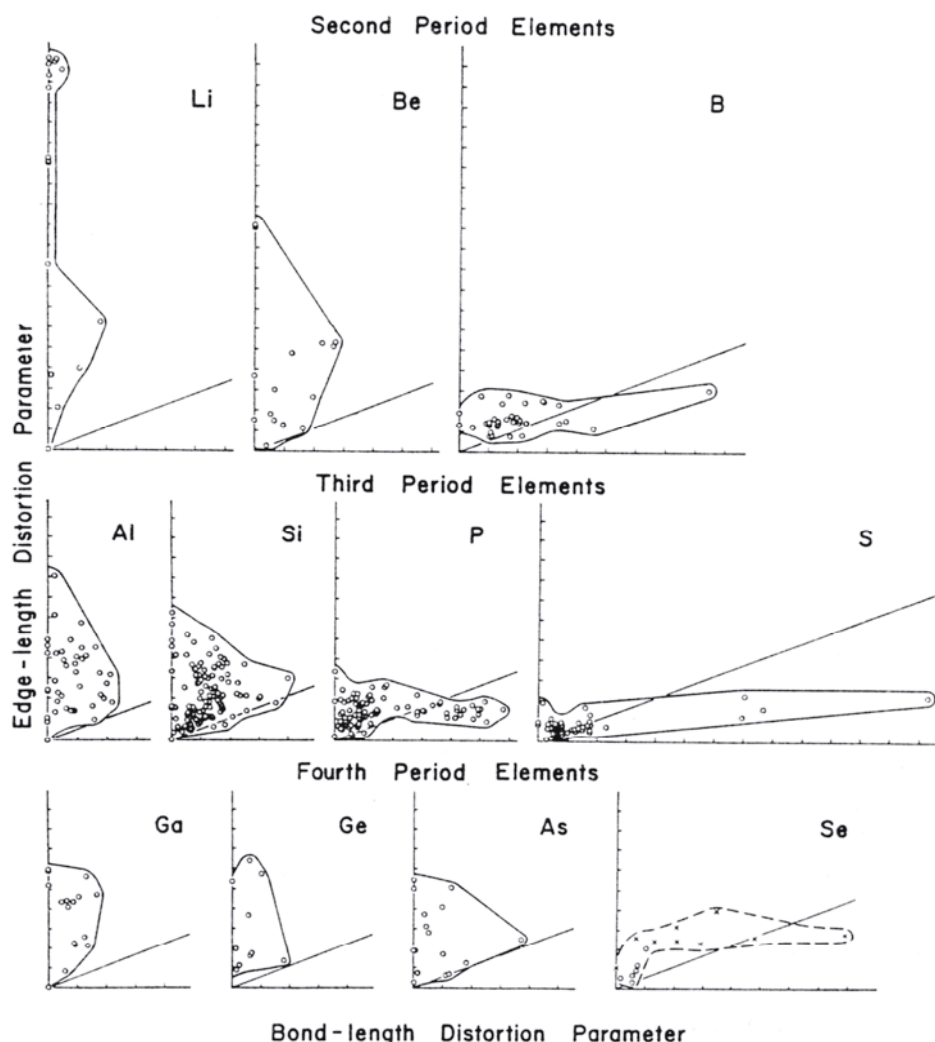 Second Period Elements
Li Be B
Third Period Elements
Al Si P S
Fourth Period Elements
Ga Ge As Se
Edge-length Distortion Parameter
Bond-length Distortion Parameter